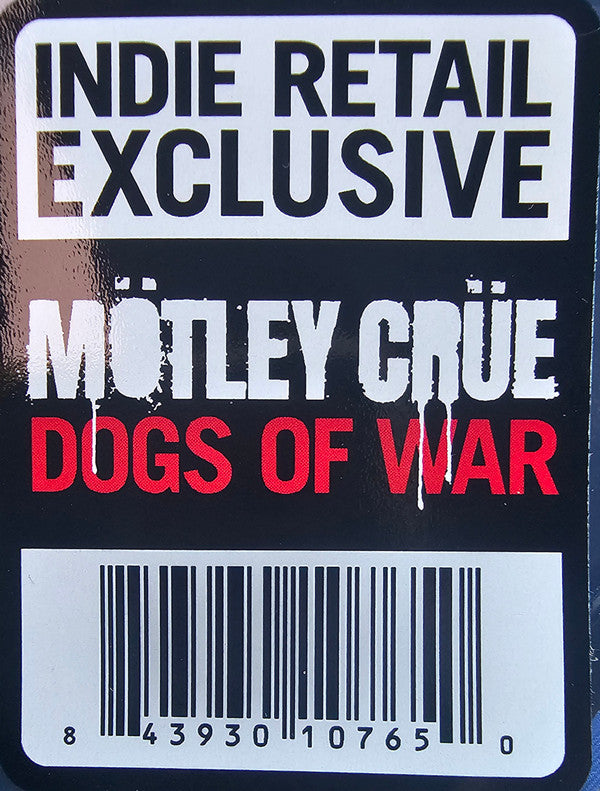 INDIE RETAIL
EXCLUSIVE
MÖTLEY CRÜE
DOGS OF WAR
8 43930 10765 0